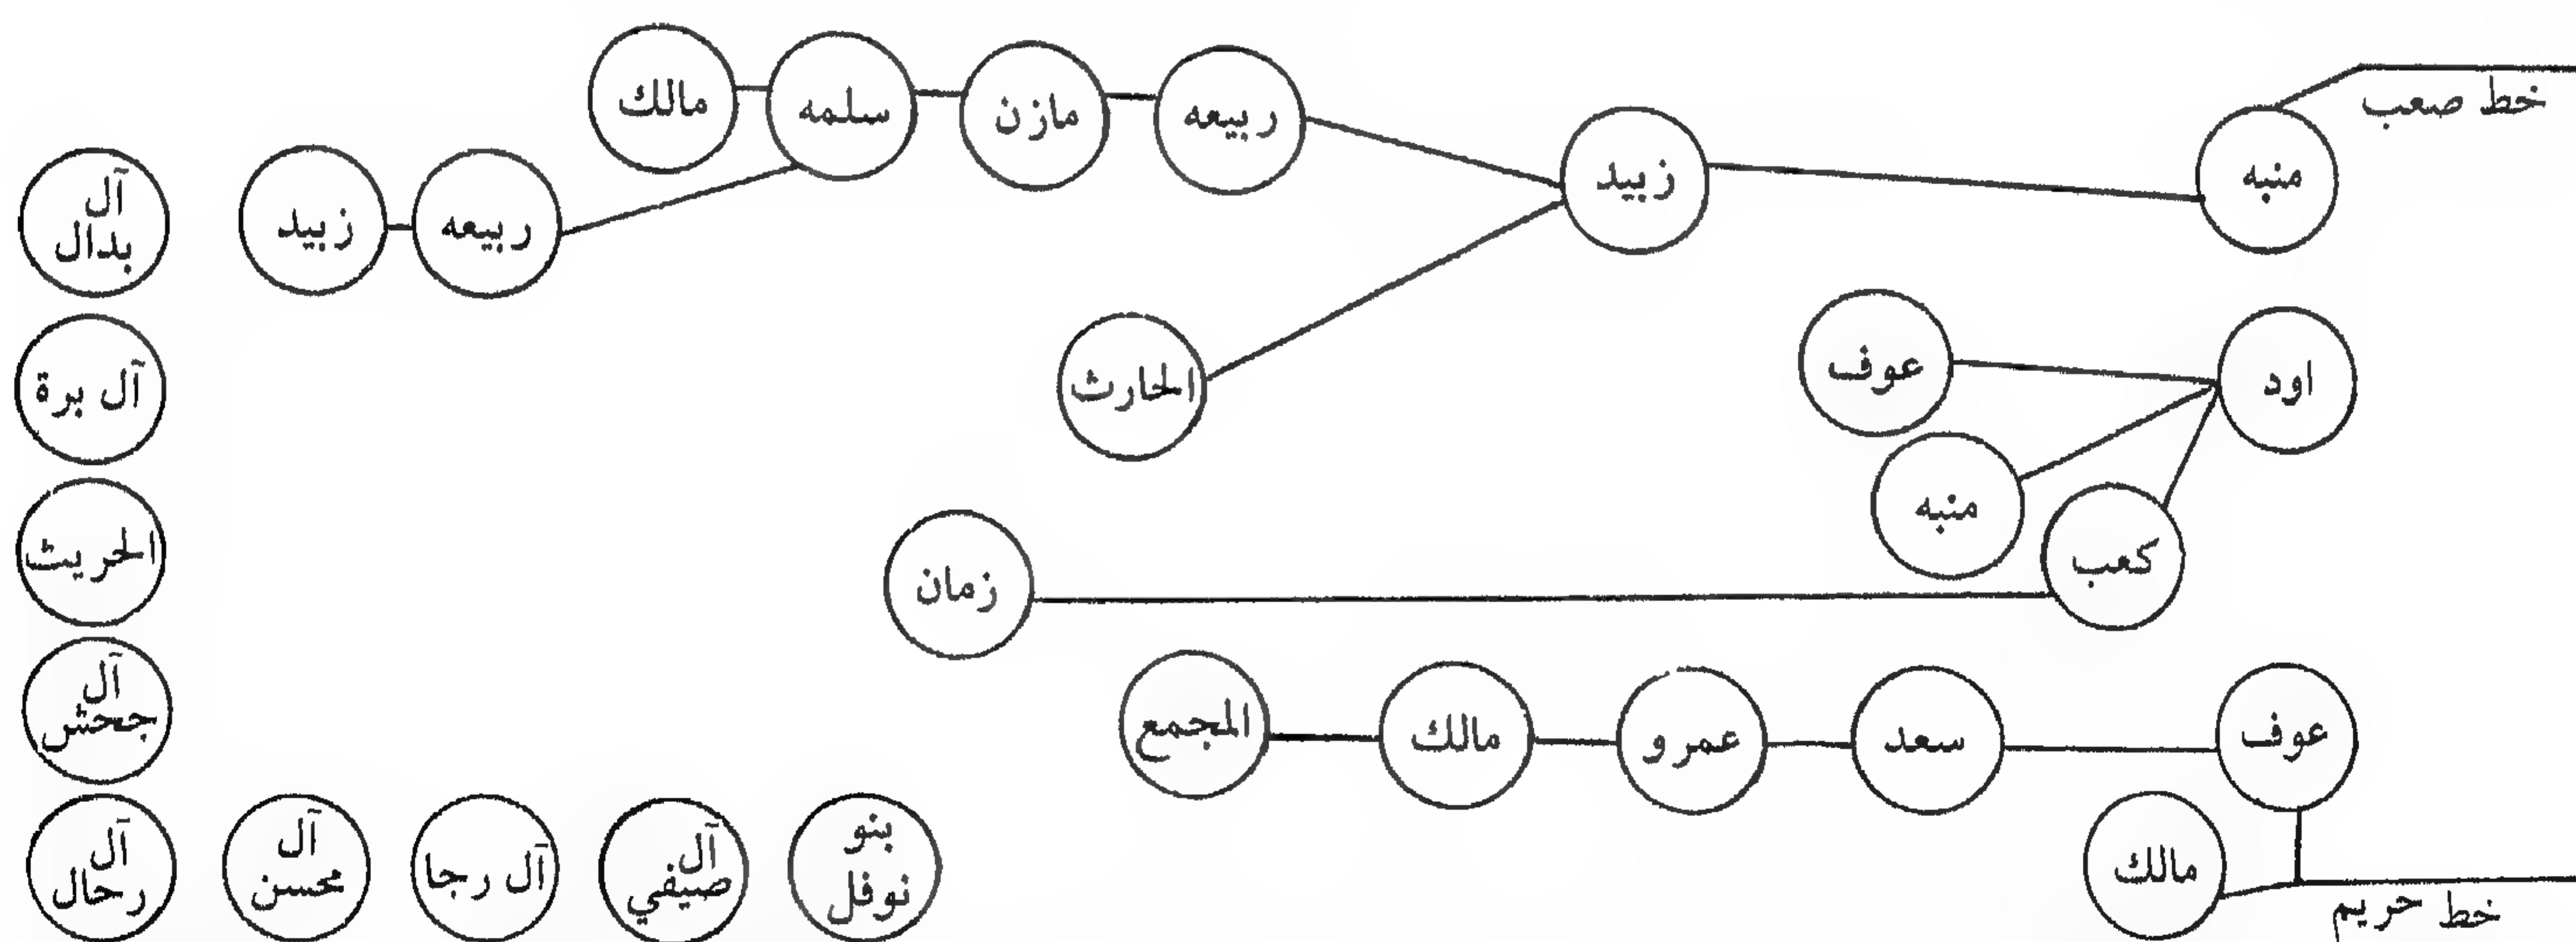 خط صعب
منبه
زبيد
ربيعه
مازن
سلمه
مالك
ربيعه
زبيد
آل
بدال
اود
عوف
منبه
كعب
الحارث
زمان
آل برة
الحريث
آل
جحش
عوف
سعد
عمرو
مالك
المجمع
خط حريم
مالك
بنو
نوفل
آل
صيفي
آل رجا
آل
محسن
آل
رحال